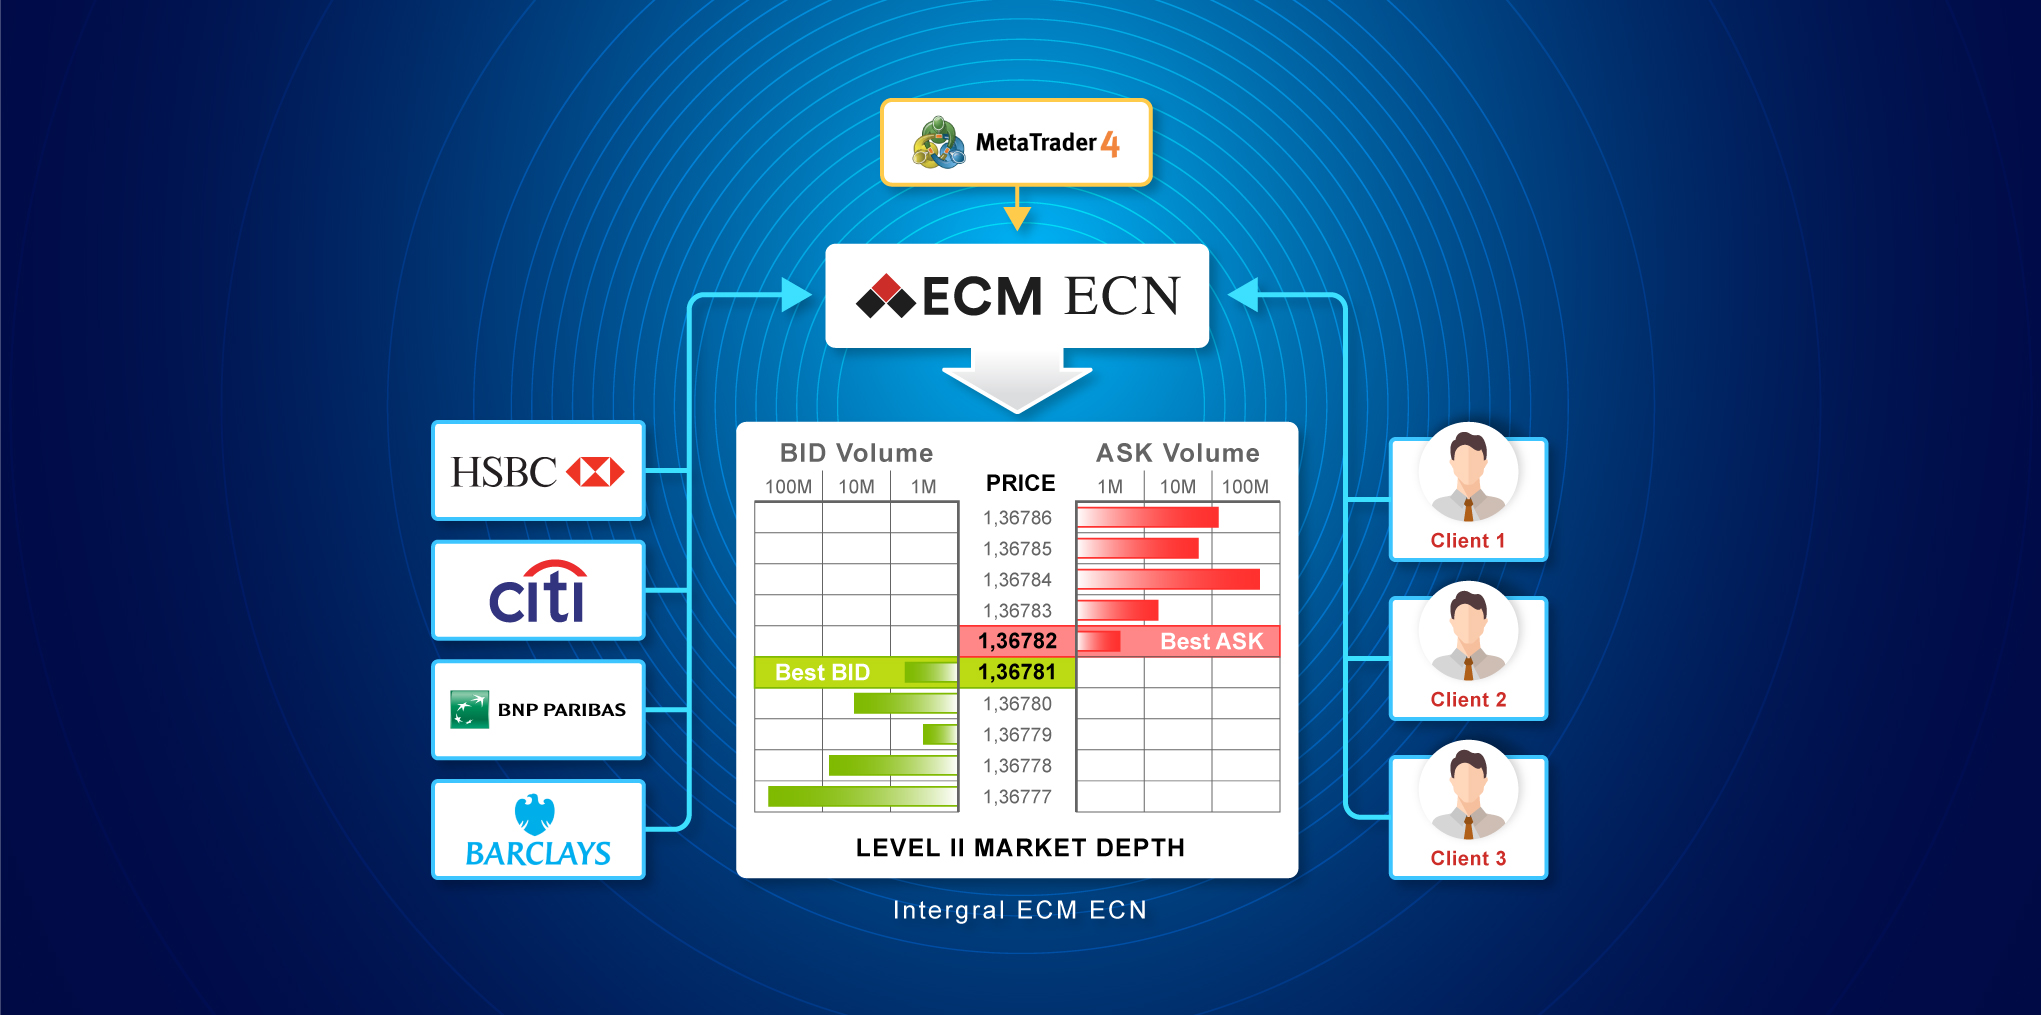 MetaTrader 4
ECM ECN
HSBC
citi
BNP PARIBAS
BARCLAYS
BID Volume
ASK Volume
100M 10M 1M
PRICE
1M 10M 100M
1,36786
1,36785
1,36784
1,36783
1,36782 Best ASK
Best BID 1,36781
1,36780
1,36779
1,36778
1,36777
LEVEL II MARKET DEPTH
Client 1
Client 2
Client 3
Intergral ECM ECN